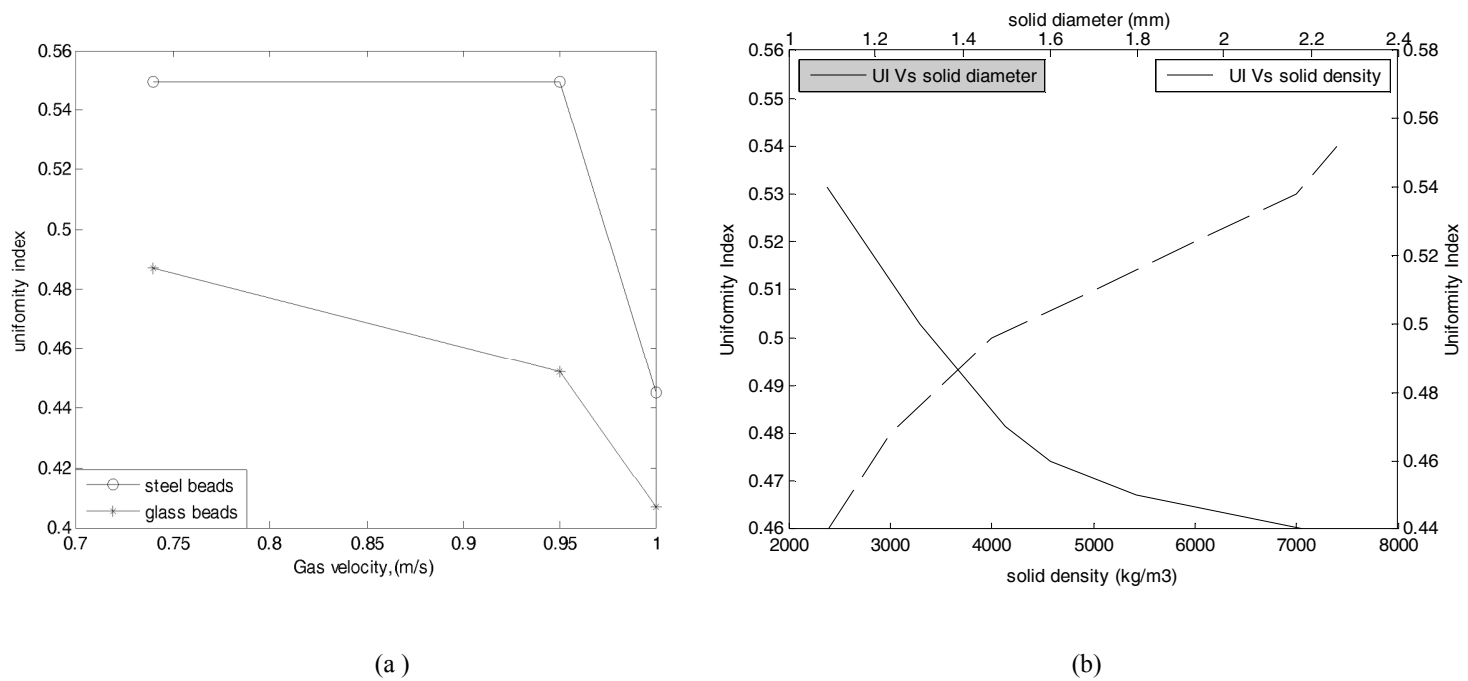 0.56
0.54
0.52
0.5
0.48
0.46
0.44
0.42
0.4
uniformity index
steel beads
glass beads
0.7 0.75 0.8 0.85 0.9 0.95 1
Gas velocity,(m/s)
(a )
solid diameter (mm)
1 1.2 1.4 1.6 1.8 2 2.2 2.4
UI Vs solid diameter
UI Vs solid density
0.56
0.55
0.54
0.53
0.52
0.51
0.5
0.49
0.48
0.47
0.46
Uniformity Index
0.58
0.56
0.54
0.52
0.5
0.48
0.46
0.44
Uniformity Index
2000 3000 4000 5000 6000 7000 8000
solid density (kg/m3)
(b)